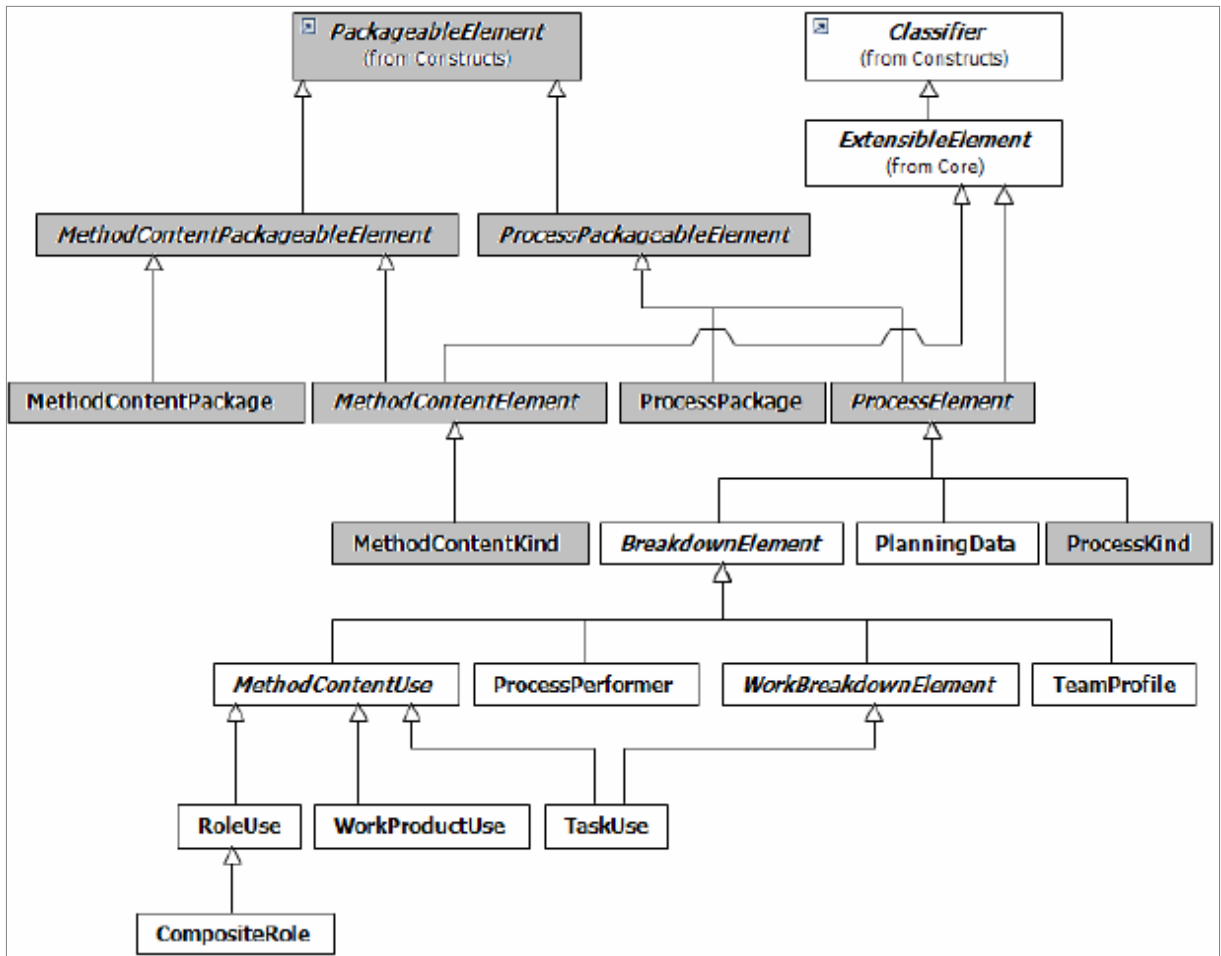 PackageableElement
(from Constructs)
Classifier
(from Constructs)
ExtensibleElement
(from Core)
MethodContentPackageableElement
ProcessPackageableElement
MethodContentPackage
MethodContentElement
ProcessPackage
ProcessElement
MethodContentKind
BreakdownElement
PlanningData
ProcessKind
MethodContentUse
ProcessPerformer
WorkBreakdownElement
TeamProfile
RoleUse
WorkProductUse
TaskUse
CompositeRole